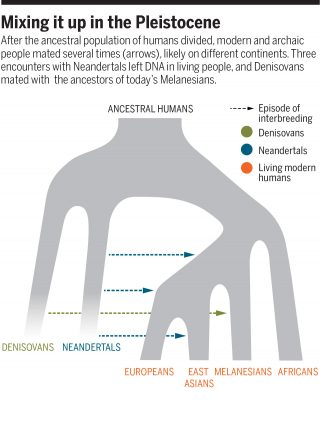 Mixing it up in the Pleistocene
After the ancestral population of humans divided, modern and archaic
people mated several times (arrows), likely on different continents. Three
encounters with Neandertals left DNA in living people, and Denisovans
mated with the ancestors of today's Melanesians.
ANCESTRAL HUMANS
Episode of
interbreeding
Denisovans
Neandertals
Living modern
humans
DENISOVANS NEANDERTALS
EUROPEANS EAST ASIANS MELANESIANS AFRICANS